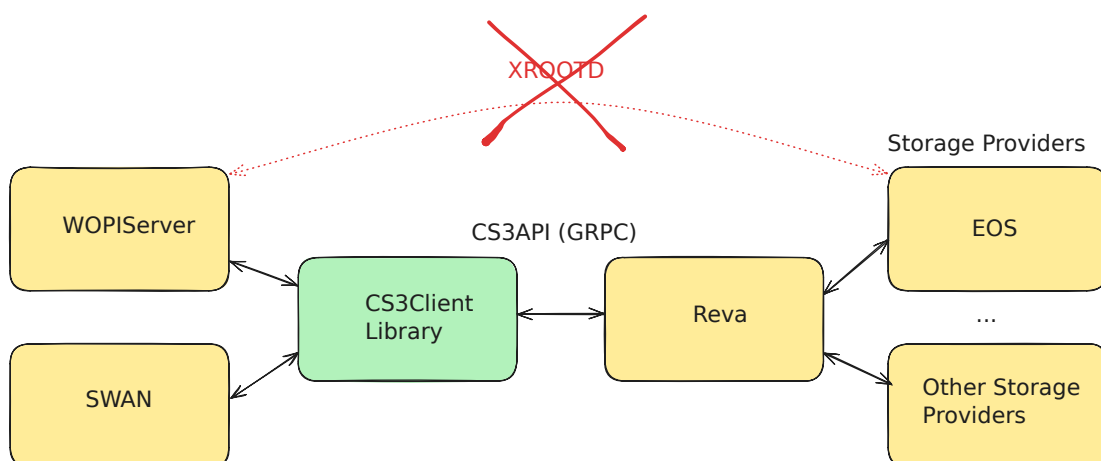 XROOTD
Storage Providers
WOPIServer
EOS
CS3API (GRPC)
CS3Client
Library
Reva
...
SWAN
Other Storage
Providers